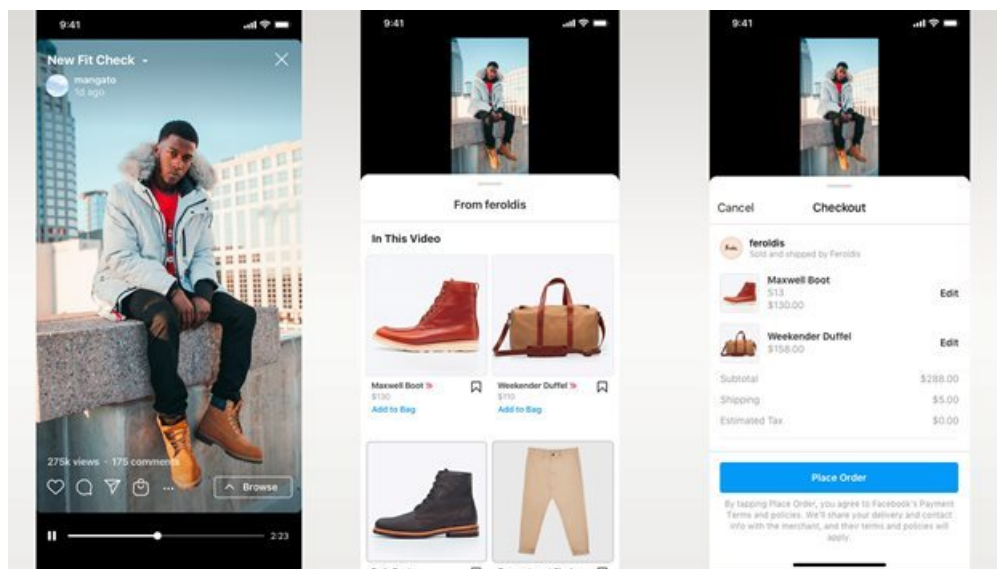 9:41
New Fit Check
mangato
1d ago
275k views · 175 comments
Browse
2:23
9:41
From feroldis
In This Video
Maxwell Boot
$130
Add to Bag
Weekender Duffel
$110
Add to Bag
9:41
Cancel
Checkout
feroldis
Sold and shipped by Feroldis
Maxwell Boot
S13
$130.00
Edit
Weekender Duffel
$158.00
Edit
Subtotal
$288.00
Shipping
$5.00
Estimated Tax
$0.00
Place Order
By tapping Place Order, you agree to Facebook's Payment
Terms and policies. We'll share your delivery and contact
info with the merchant, and their terms and policies will
apply.